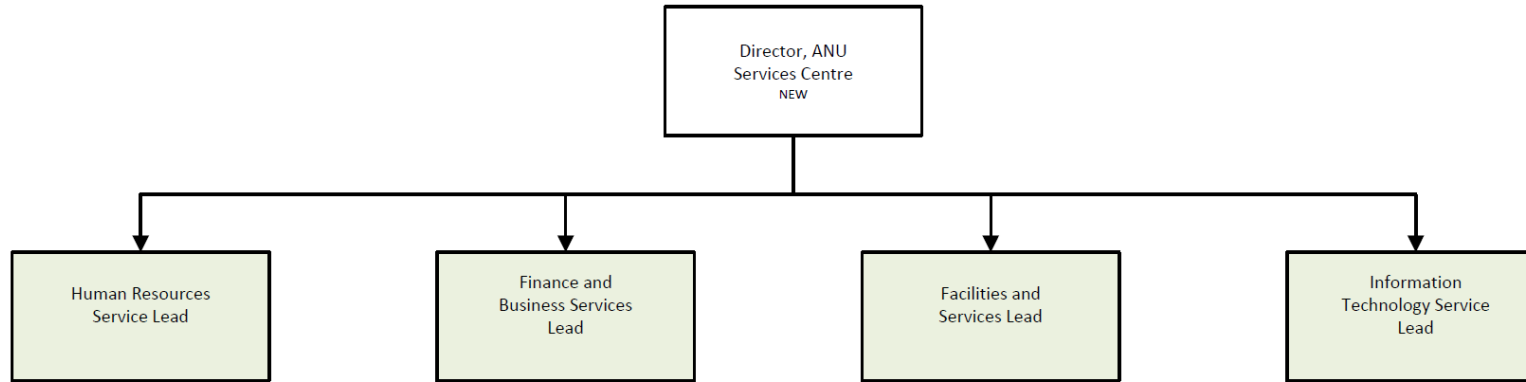 Director, ANU
Services Centre
NEW
Human Resources
Service Lead
Finance and
Business Services
Lead
Facilities and
Services Lead
Information
Technology Service
Lead